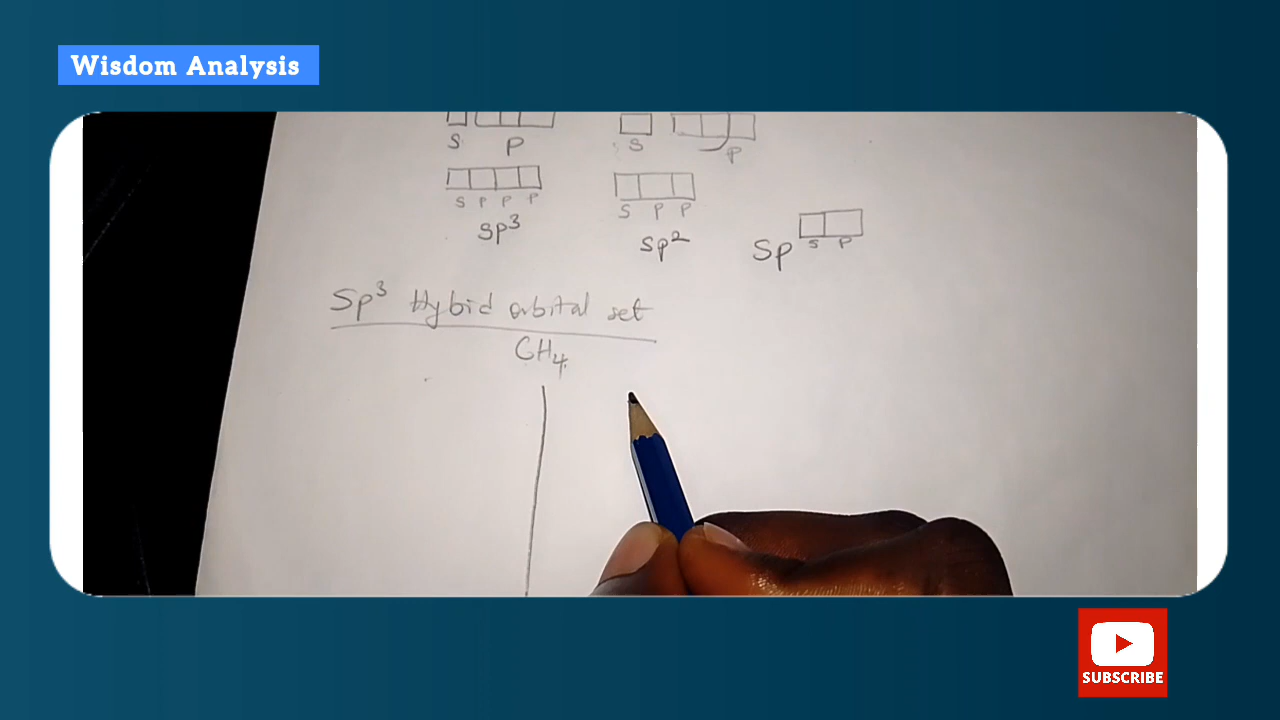 Wisdom Analysis
S P S P
S P P P S P P
Sp³ Sp² Sp S P
Sp³ Hybrid orbital set
CH₄
SUBSCRIBE